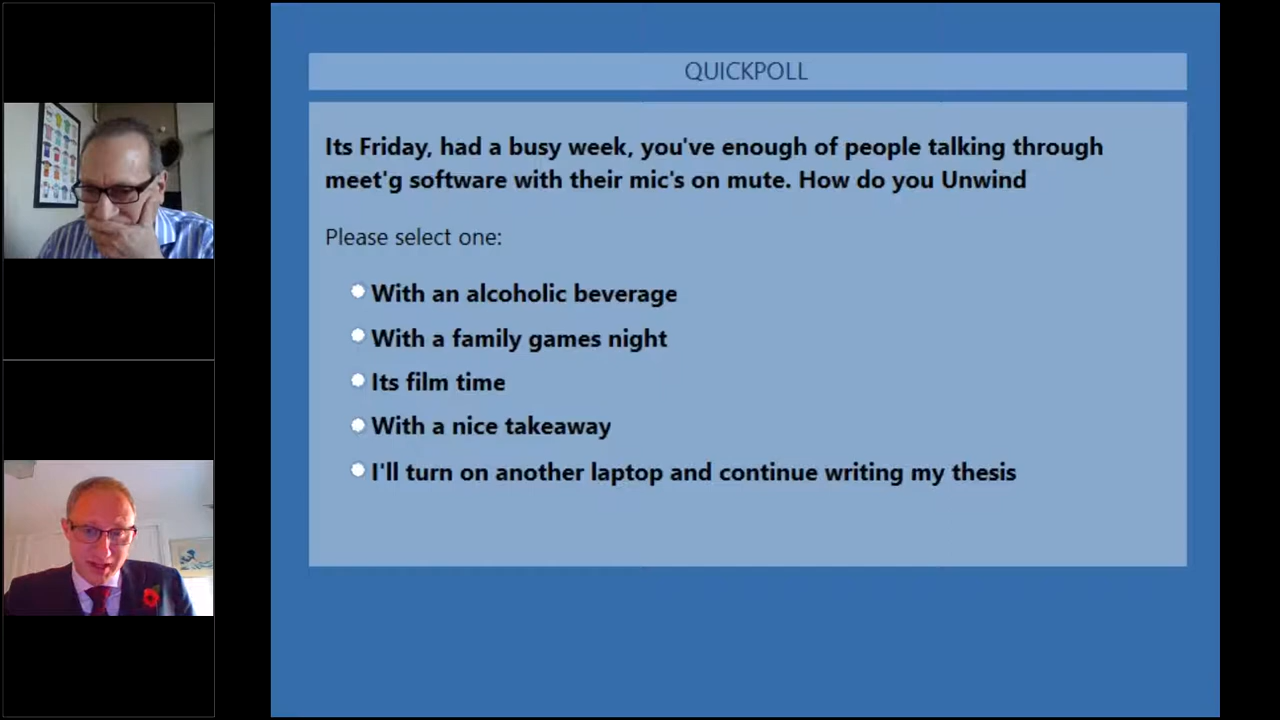 QUICKPOLL
Its Friday, had a busy week, you've enough of people talking through
meet'g software with their mic's on mute. How do you Unwind
Please select one:
With an alcoholic beverage
With a family games night
Its film time
With a nice takeaway
I'll turn on another laptop and continue writing my thesis